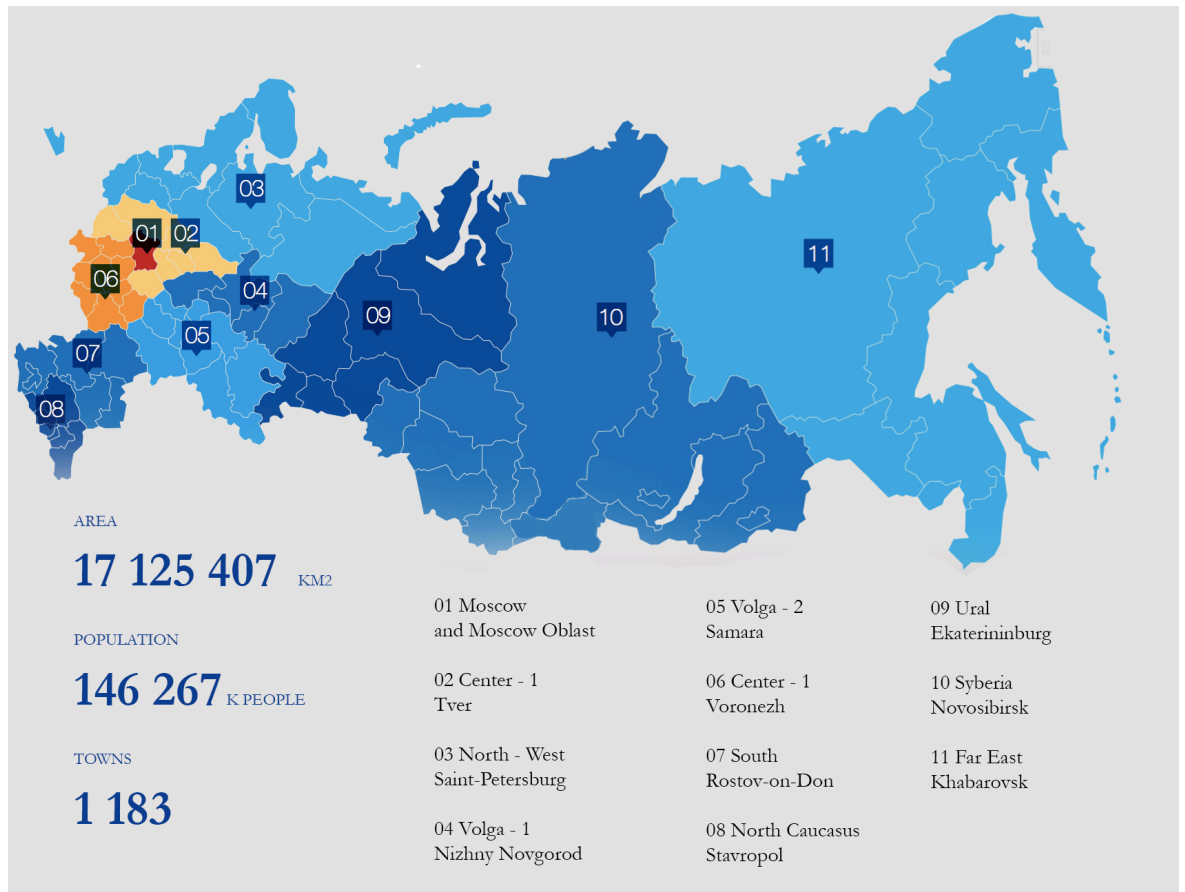 03
01
02
11
06
04
09
10
05
07
08
AREA
17 125 407 KM2
POPULATION
146 267 K PEOPLE
TOWNS
1 183
01 Moscow
and Moscow Oblast
02 Center - 1
Tver
03 North - West
Saint-Petersburg
04 Volga - 1
Nizhny Novgorod
05 Volga - 2
Samara
06 Center - 1
Voronezh
07 South
Rostov-on-Don
08 North Caucasus
Stavropol
09 Ural
Ekaterininburg
10 Syberia
Novosibirsk
11 Far East
Khabarovsk